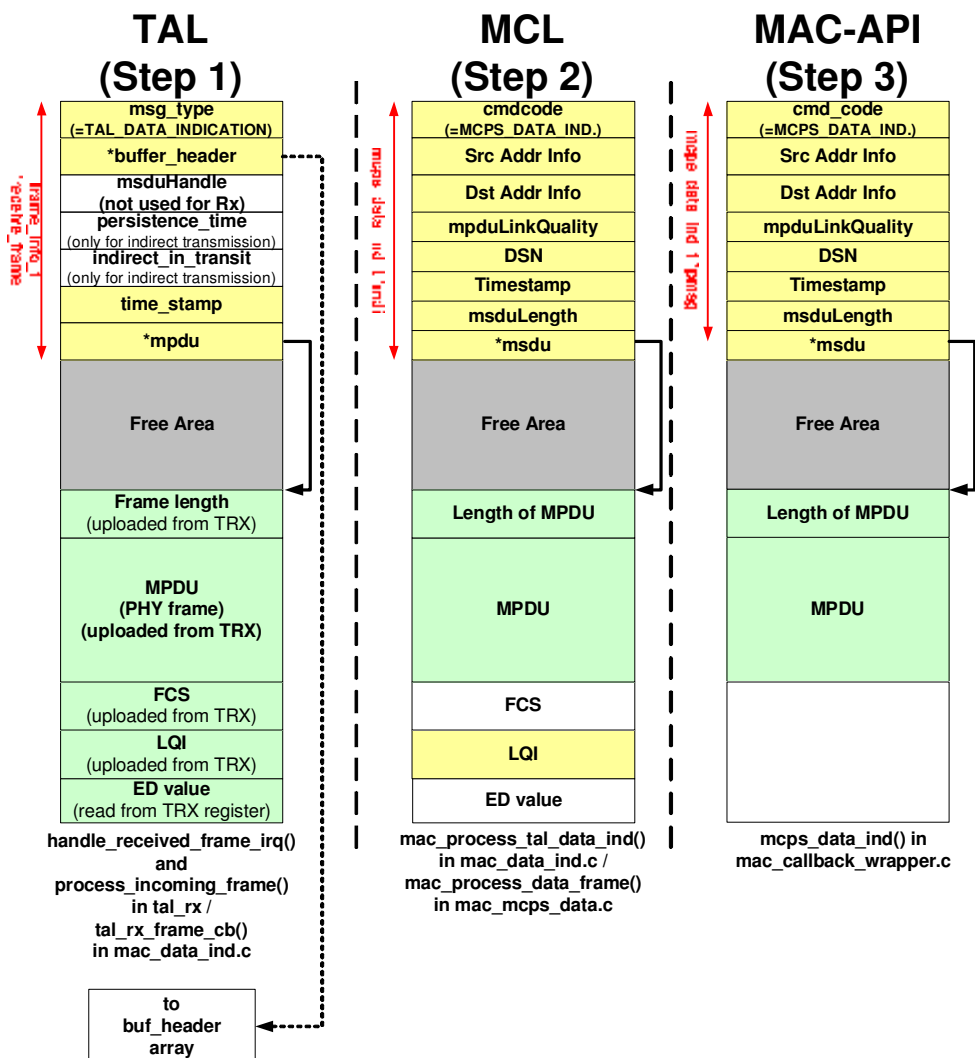 TAL
(Step 1)
msg_type
(=TAL_DATA_INDICATION)
*buffer_header
msduHandle
(not used for Rx)
persistence_time
(only for indirect transmission)
indirect_in_transit
(only for indirect transmission)
time_stamp
*mpdu
Free Area
Frame length
(uploaded from TRX)
MPDU
(PHY frame)
(uploaded from TRX)
FCS
(uploaded from TRX)
LQI
(uploaded from TRX)
ED value
(read from TRX register)
handle_received_frame_irq()
and
process_incoming_frame()
in tal_rx /
tal_rx_frame_cb()
in mac_data_ind.c
to
buf_header
array
MCL
(Step 2)
cmdcode
(=MCPS_DATA_IND.)
Src Addr Info
Dst Addr Info
mpduLinkQuality
DSN
Timestamp
msduLength
*msdu
Free Area
Length of MPDU
MPDU
FCS
LQI
ED value
mac_process_tal_data_ind()
in mac_data_ind.c /
mac_process_data_frame()
in mac_mcps_data.c
MAC-API
(Step 3)
cmd_code
(=MCPS_DATA_IND.)
Src Addr Info
Dst Addr Info
mpduLinkQuality
DSN
Timestamp
msduLength
*msdu
Free Area
Length of MPDU
MPDU
mcps_data_ind() in
mac_callback_wrapper.c